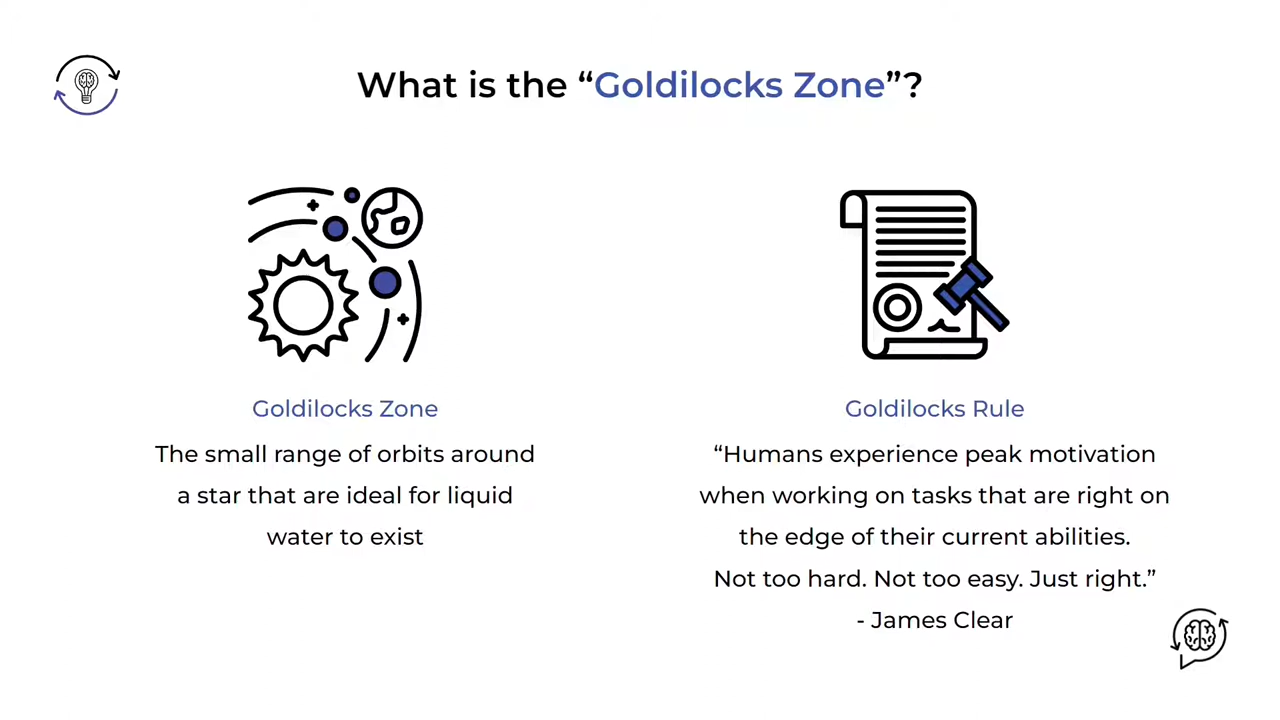 What is the “Goldilocks Zone”?
Goldilocks Zone
The small range of orbits around
a star that are ideal for liquid
water to exist
Goldilocks Rule
“Humans experience peak motivation
when working on tasks that are right on
the edge of their current abilities.
Not too hard. Not too easy. Just right.”
- James Clear